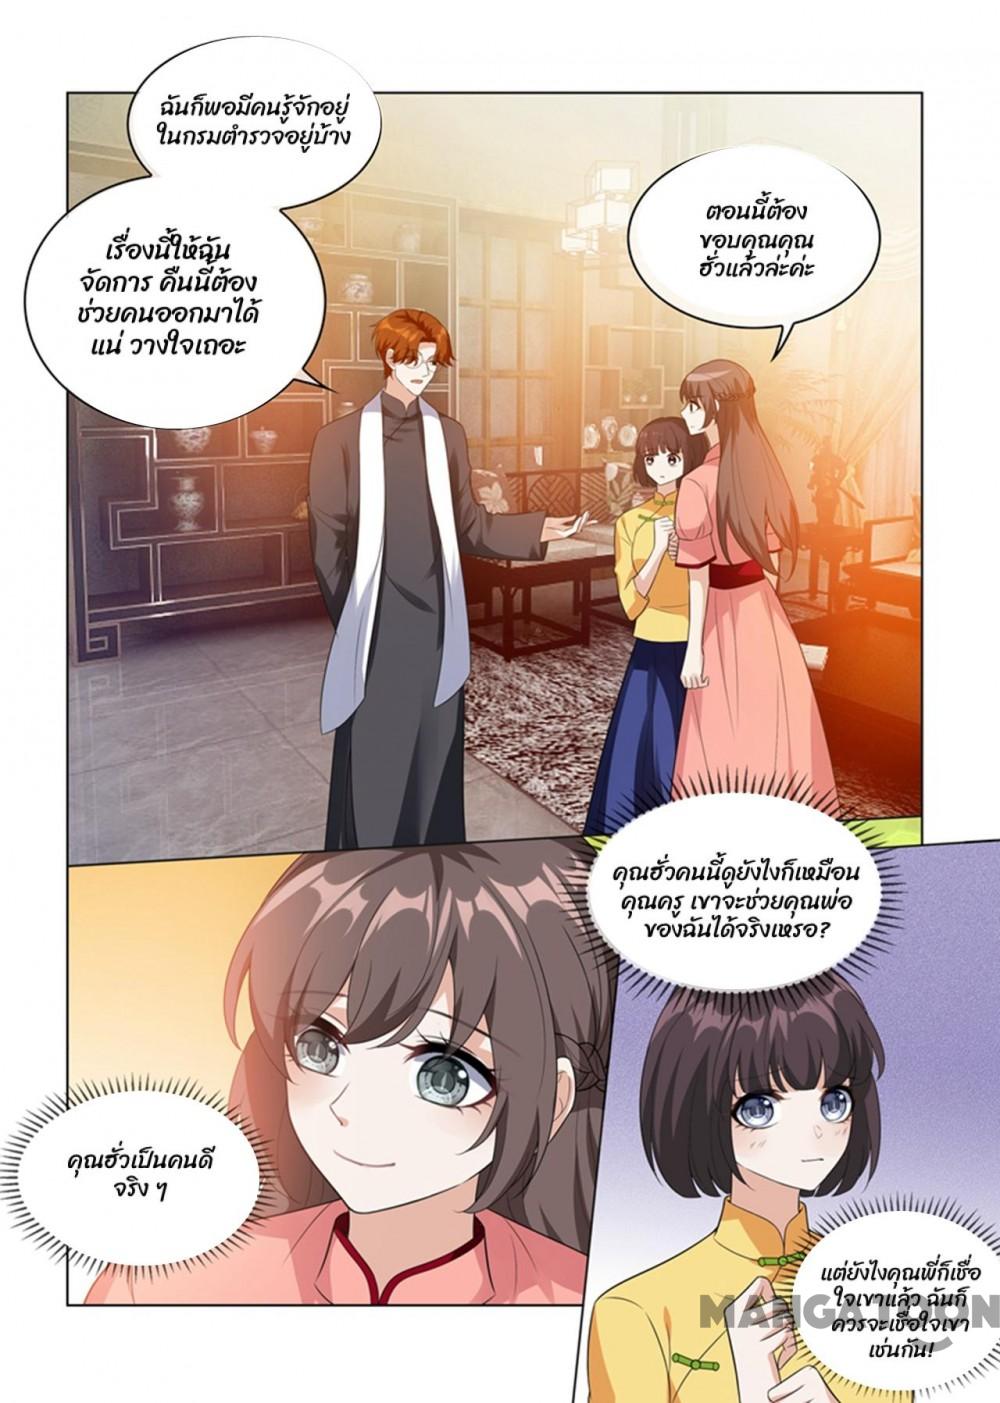 ฉันก็พอมีคนรู้จักอยู่
ในกรมตำรวจอยู่บ้าง
เรื่องนี้ให้ฉัน
จัดการ คืนนี้ต้อง
ช่วยคนออกมาได้
แน่ วางใจเถอะ
ตอนนี้ต้อง
ขอบคุณคุณ
ฮั่วแล้วล่ะค่ะ
คุณฮั่วคนนี้ดูยังไงก็เหมือน
คุณครู เขาจะช่วยคุณพ่อ
ของฉันได้จริงเหรอ?
คุณฮั่วเป็นคนดี
จริง ๆ
แต่ยังไงคุณพี่ก็เชื่อ
ใจเขาแล้ว ฉันก็
ควรจะเชื่อใจเขา
เช่นกัน!
MANGATOON